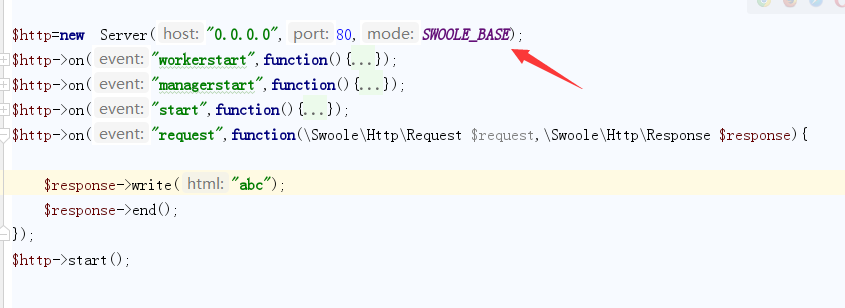 $http=new Server( host: "0.0.0.0", port: 80, mode: SWOOLE_BASE);
$http->on( event: "workerstart",function(){...});
$http->on( event: "managerstart",function(){...});
$http->on( event: "start",function(){...});
$http->on( event: "request",function(\Swoole\Http\Request $request,\Swoole\Http\Response $response){
$response->write( html: "abc");
$response->end();
});
$http->start();